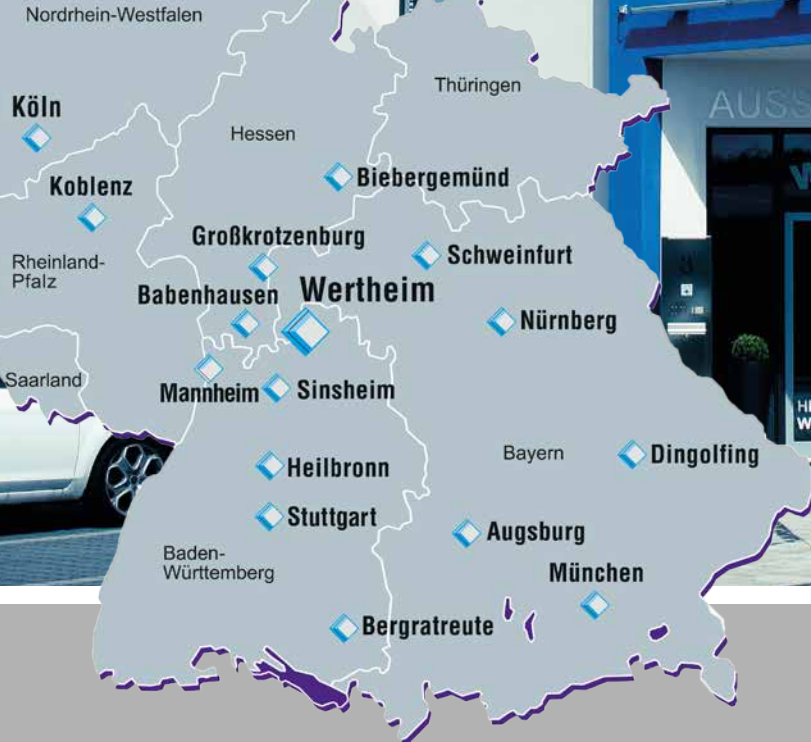 Nordrhein-Westfalen
Thüringen
Köln
Hessen
Koblenz
Biebergemünd
Großkrotzenburg
Schweinfurt
Rheinland-
Pfalz
Babenhausen
Wertheim
Nürnberg
Saarland
Mannheim
Sinsheim
Bayern
Dingolfing
Heilbronn
Stuttgart
Augsburg
Baden-
Württemberg
München
Bergratreute
AUSS
W